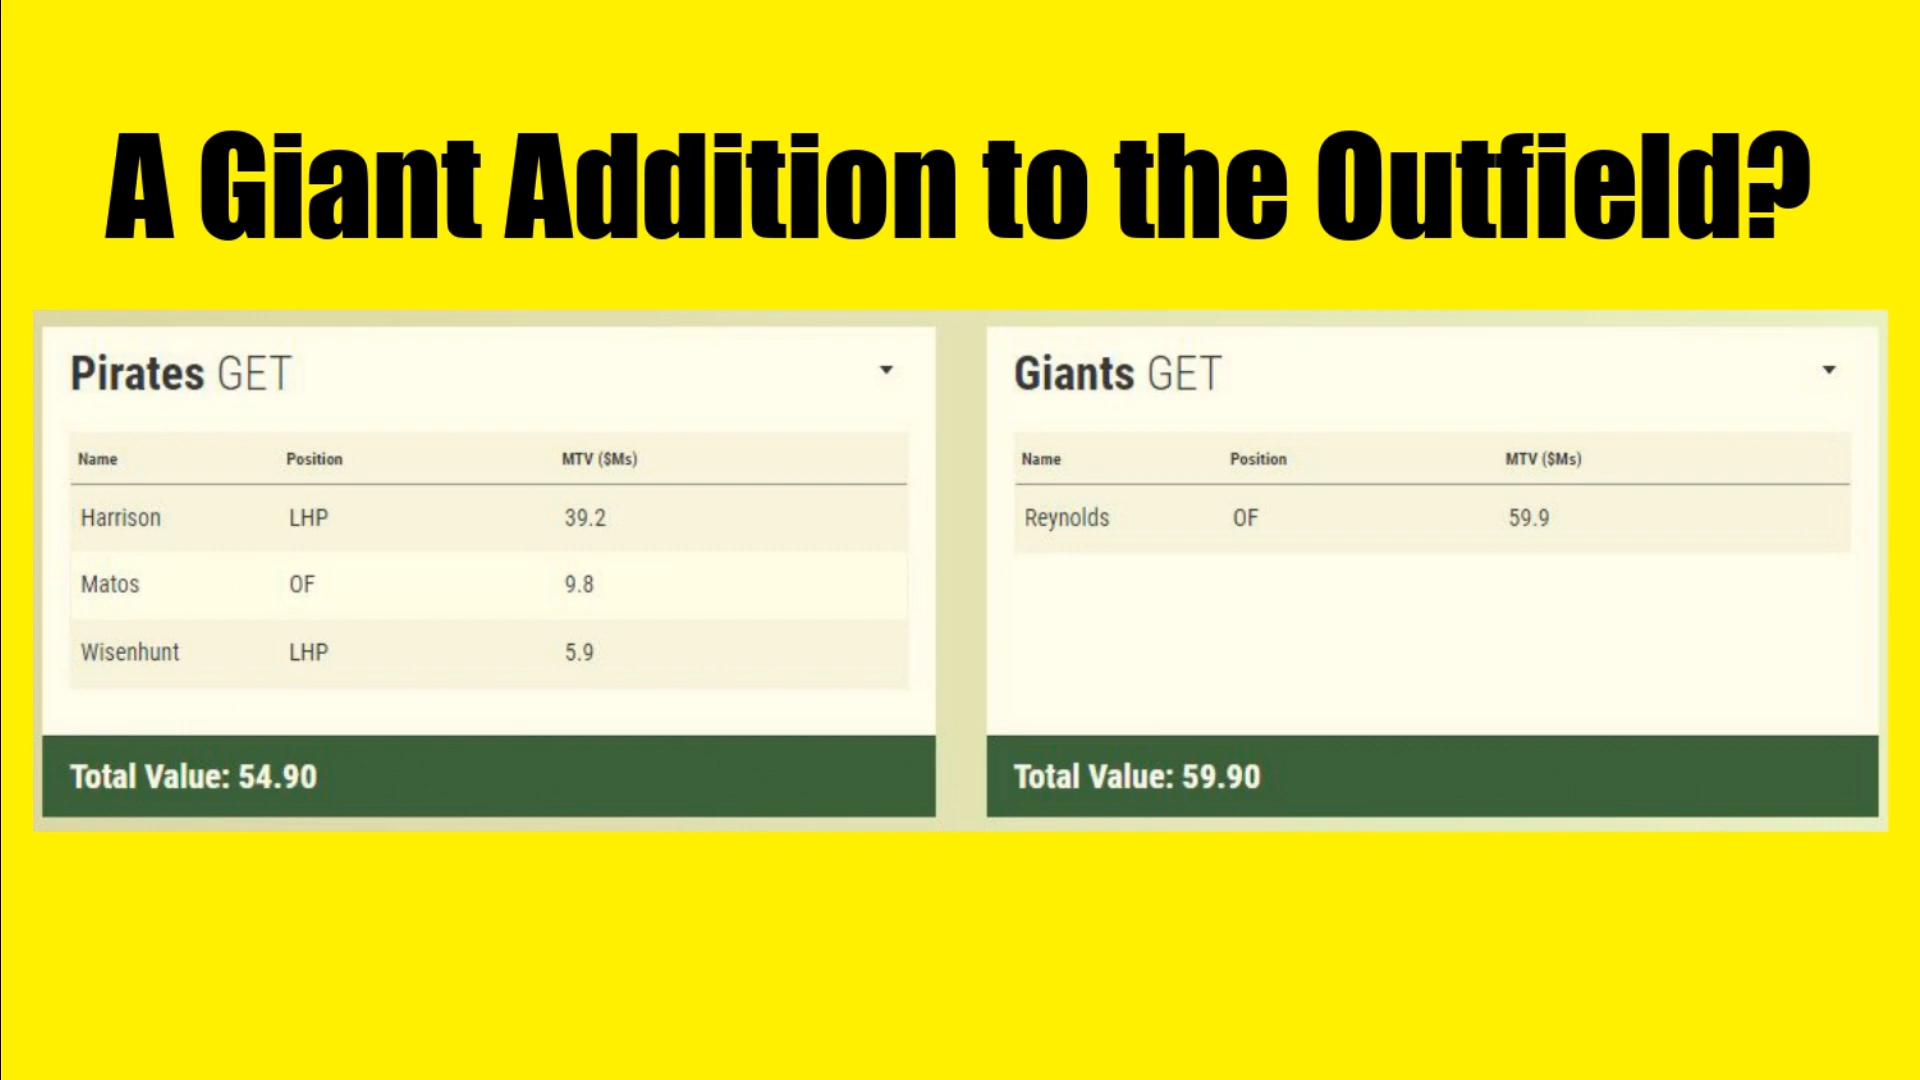 A Giant Addition to the Outfield?
Pirates GET
Name Position MTV ($Ms)
Harrison LHP 39.2
Matos OF 9.8
Wisenhunt LHP 5.9
Total Value: 54.90
Giants GET
Name Position MTV ($Ms)
Reynolds OF 59.9
Total Value: 59.90